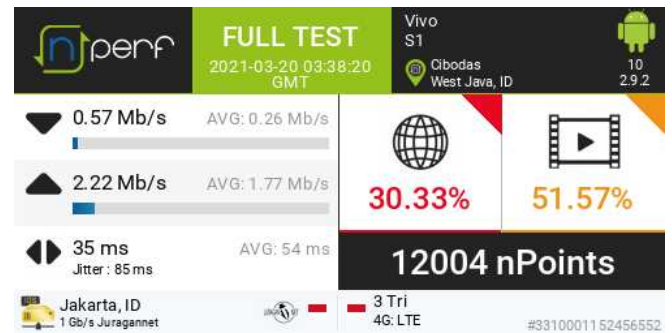 nperf
FULL TEST
2021-03-20 03:38:20
GMT
Vivo
S1
Cibodas
West Java, ID
10
2.9.2
0.57 Mb/s
AVG: 0.26 Mb/s
2.22 Mb/s
AVG: 1.77 Mb/s
35 ms
AVG: 54 ms
Jitter : 85 ms
30.33%
51.57%
12004 nPoints
Jakarta, ID
1 Gb/s Juragannet
3 Tri
4G: LTE
#3310001152456552